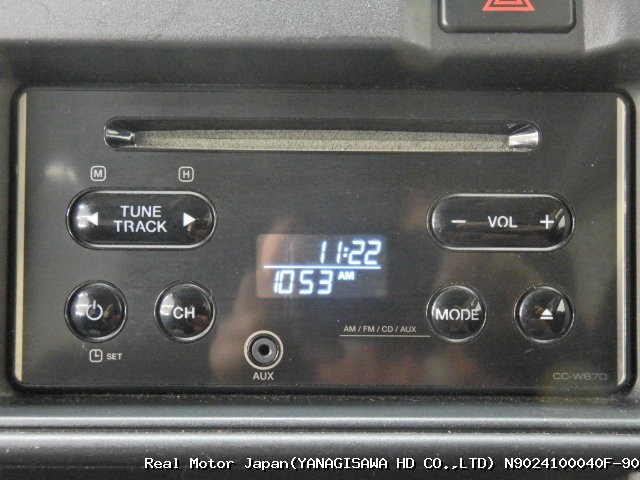 M H
TUNE
TRACK
− VOL +
11:22
1053 AM
CH
MODE
AM / FM / CD / AUX
SET
AUX
CC-W670
Real Motor Japan(YANAGISAWA HD CO.,LTD) N9024100040F-90